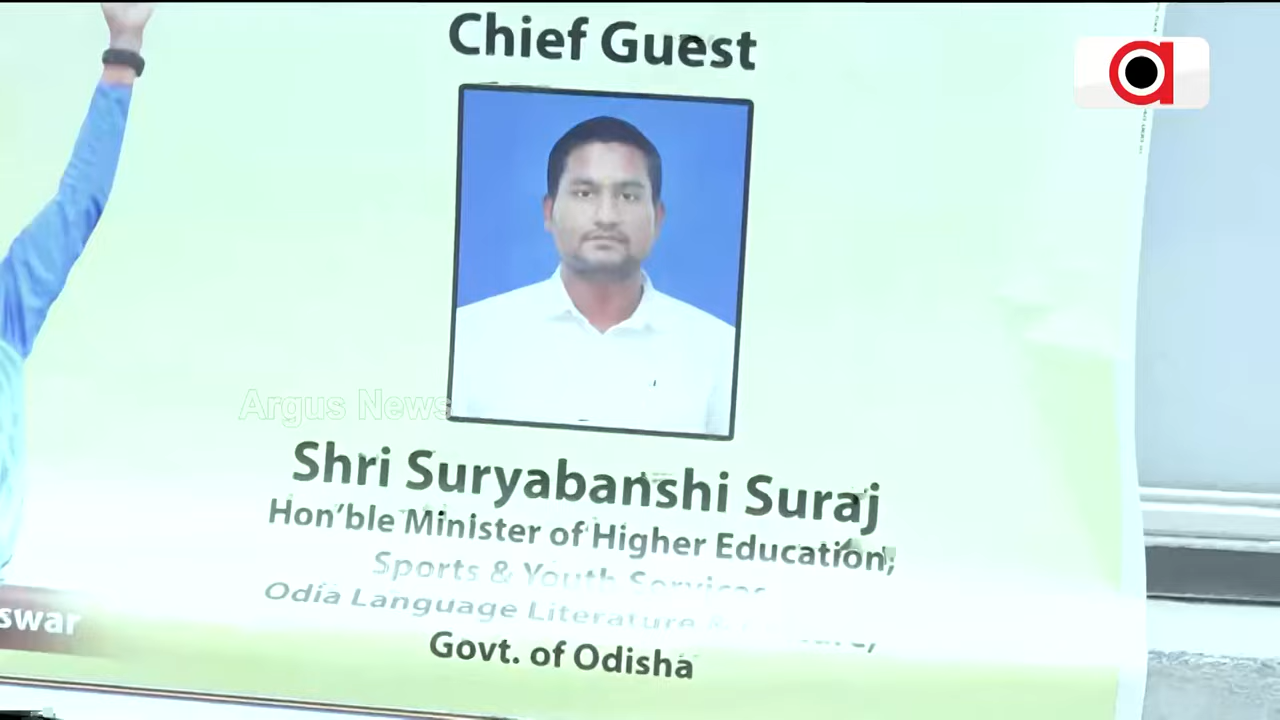 Chief Guest
Argus News
Shri Suryabanshi Suraj
Hon'ble Minister of Higher Education,
Sports & Youth Services
Odia Language Literature &
Govt. of Odisha
swar